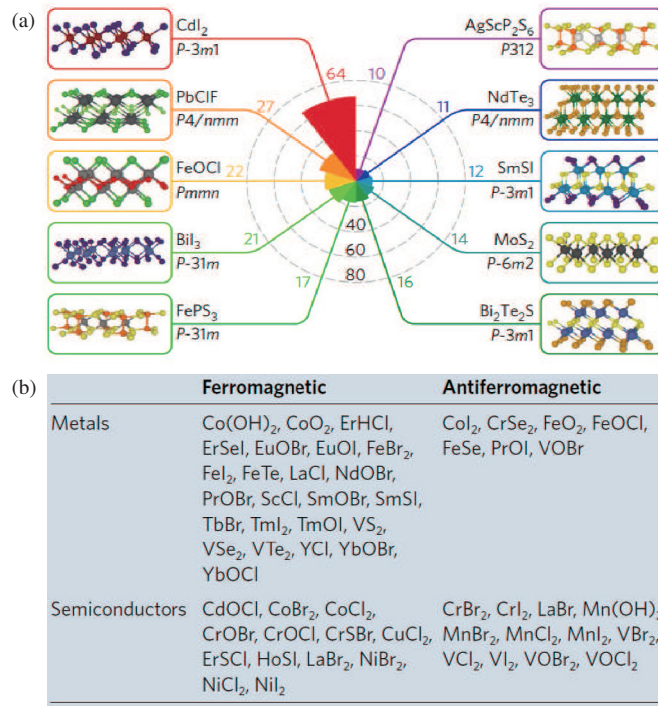 (a)
CdI₂
P-3m1
64
PbClF
P4/nmm
27
FeOCl
Pmmn
22
BiI₃
P-31m
21
FePS₃
P-31m
17
AgScP₂S₆
P312
10
NdTe₃
P4/nmm
11
SmSI
P-3m1
12
MoS₂
P-6m2
14
Bi₂Te₂S
P-3m1
16
40
60
80
(b)
Ferromagnetic Antiferromagnetic
Metals Co(OH)₂, CoO₂, ErHCl, CoI₂, CrSe₂, FeO₂, FeOCl,
ErSeI, EuOBr, EuOI, FeBr₂, FeSe, PrOI, VOBr
FeI₂, FeTe, LaCl, NdOBr,
PrOBr, ScCl, SmOBr, SmSI,
TbBr, TmI₂, TmOI, VS₂,
VSe₂, VTe₂, YCl, YbOBr,
YbOCl
Semiconductors CdOCl, CoBr₂, CoCl₂, CrBr₂, CrI₂, LaBr, Mn(OH)₂,
CrOBr, CrOCl, CrSBr, CuCl₂, MnBr₂, MnCl₂, MnI₂, VBr₂,
ErSCl, HoSI, LaBr₂, NiBr₂, VCl₂, VI₂, VOBr₂, VOCl₂
NiCl₂, NiI₂